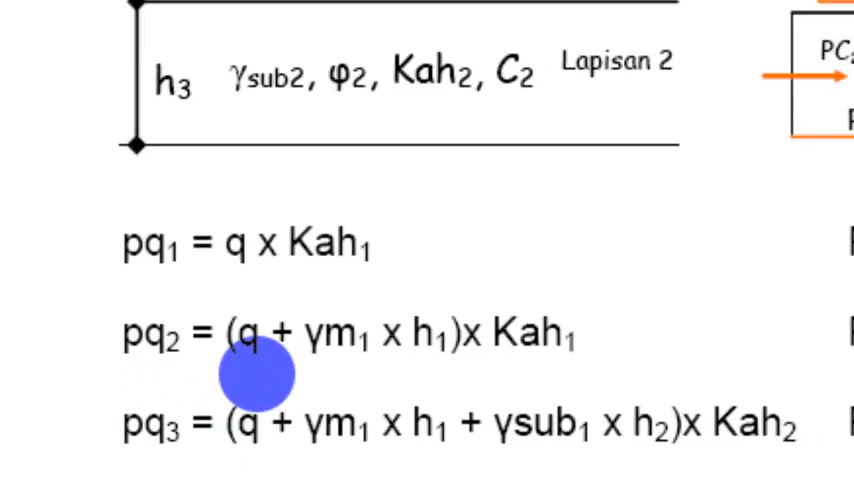 h₃ γsub2, φ₂, Kah₂, C₂ Lapisan 2
PC₂
pq₁ = q x Kah₁
pq₂ = (q + γm₁ x h₁)x Kah₁
pq₃ = (q + γm₁ x h₁ + γsub₁ x h₂)x Kah₂